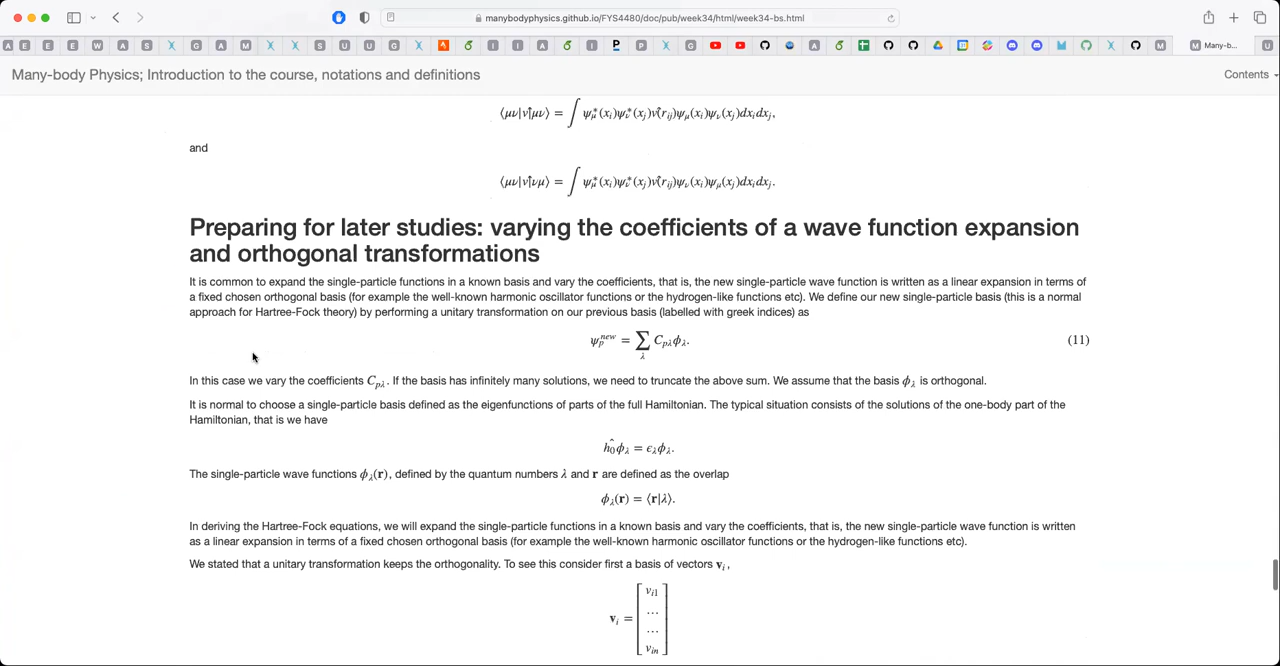 manybodyphysics.github.io/FYS4480/doc/pub/week34/html/week34-bs.html
A E E E W A S X G A M X X S U U G X I I A I P P X G A X M M Many-b... U
Many-body Physics; Introduction to the course, notations and definitions Contents
⟨μν|v̂|μν⟩ = ∫ ψ*μ(xi)ψ*ν(xj)v̂(rij)ψμ(xi)ψν(xj)dxidxj,
and
⟨μν|v̂|νμ⟩ = ∫ ψ*μ(xi)ψ*ν(xj)v̂(rij)ψν(xi)ψμ(xj)dxidxj.
Preparing for later studies: varying the coefficients of a wave function expansion
and orthogonal transformations
It is common to expand the single-particle functions in a known basis and vary the coefficients, that is, the new single-particle wave function is written as a linear expansion in terms of
a fixed chosen orthogonal basis (for example the well-known harmonic oscillator functions or the hydrogen-like functions etc). We define our new single-particle basis (this is a normal
approach for Hartree-Fock theory) by performing a unitary transformation on our previous basis (labelled with greek indices) as
ψp^new = ∑λ Cpλϕλ. (11)
In this case we vary the coefficients Cpλ. If the basis has infinitely many solutions, we need to truncate the above sum. We assume that the basis ϕλ is orthogonal.
It is normal to choose a single-particle basis defined as the eigenfunctions of parts of the full Hamiltonian. The typical situation consists of the solutions of the one-body part of the
Hamiltonian, that is we have
ĥ0ϕλ = ϵλϕλ.
The single-particle wave functions ϕλ(r), defined by the quantum numbers λ and r are defined as the overlap
ϕλ(r) = ⟨r|λ⟩.
In deriving the Hartree-Fock equations, we will expand the single-particle functions in a known basis and vary the coefficients, that is, the new single-particle wave function is written
as a linear expansion in terms of a fixed chosen orthogonal basis (for example the well-known harmonic oscillator functions or the hydrogen-like functions etc).
We stated that a unitary transformation keeps the orthogonality. To see this consider first a basis of vectors vi,
vi1
...
vi = ...
vin